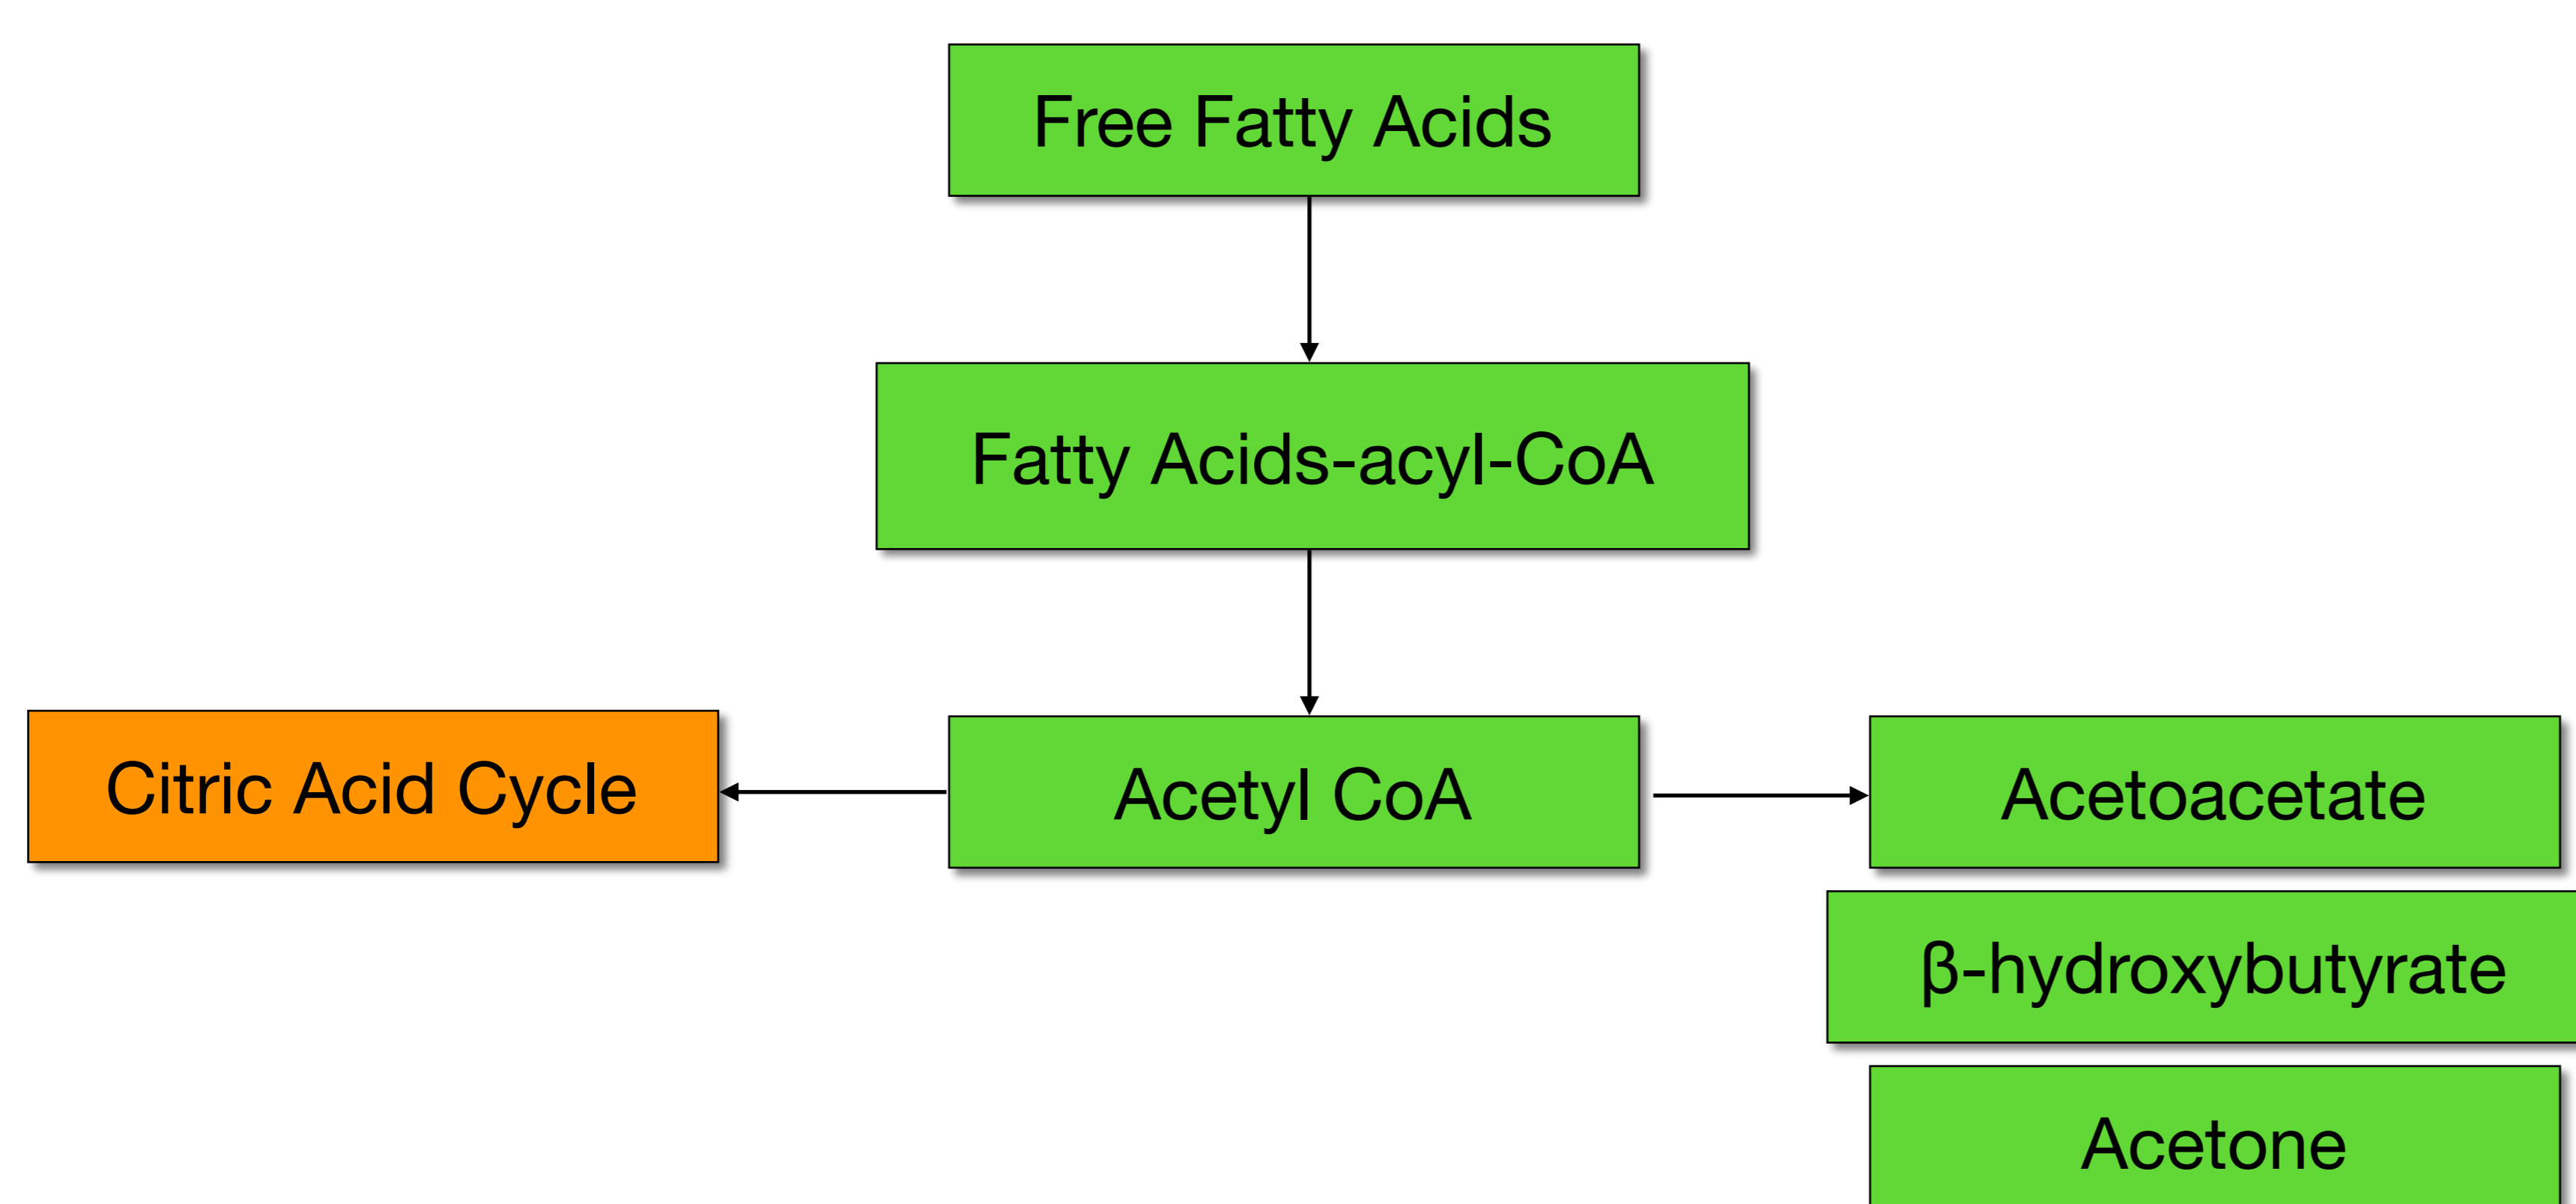 Free Fatty Acids
Fatty Acids-acyl-CoA
Citric Acid Cycle
Acetyl CoA
Acetoacetate
β-hydroxybutyrate
Acetone